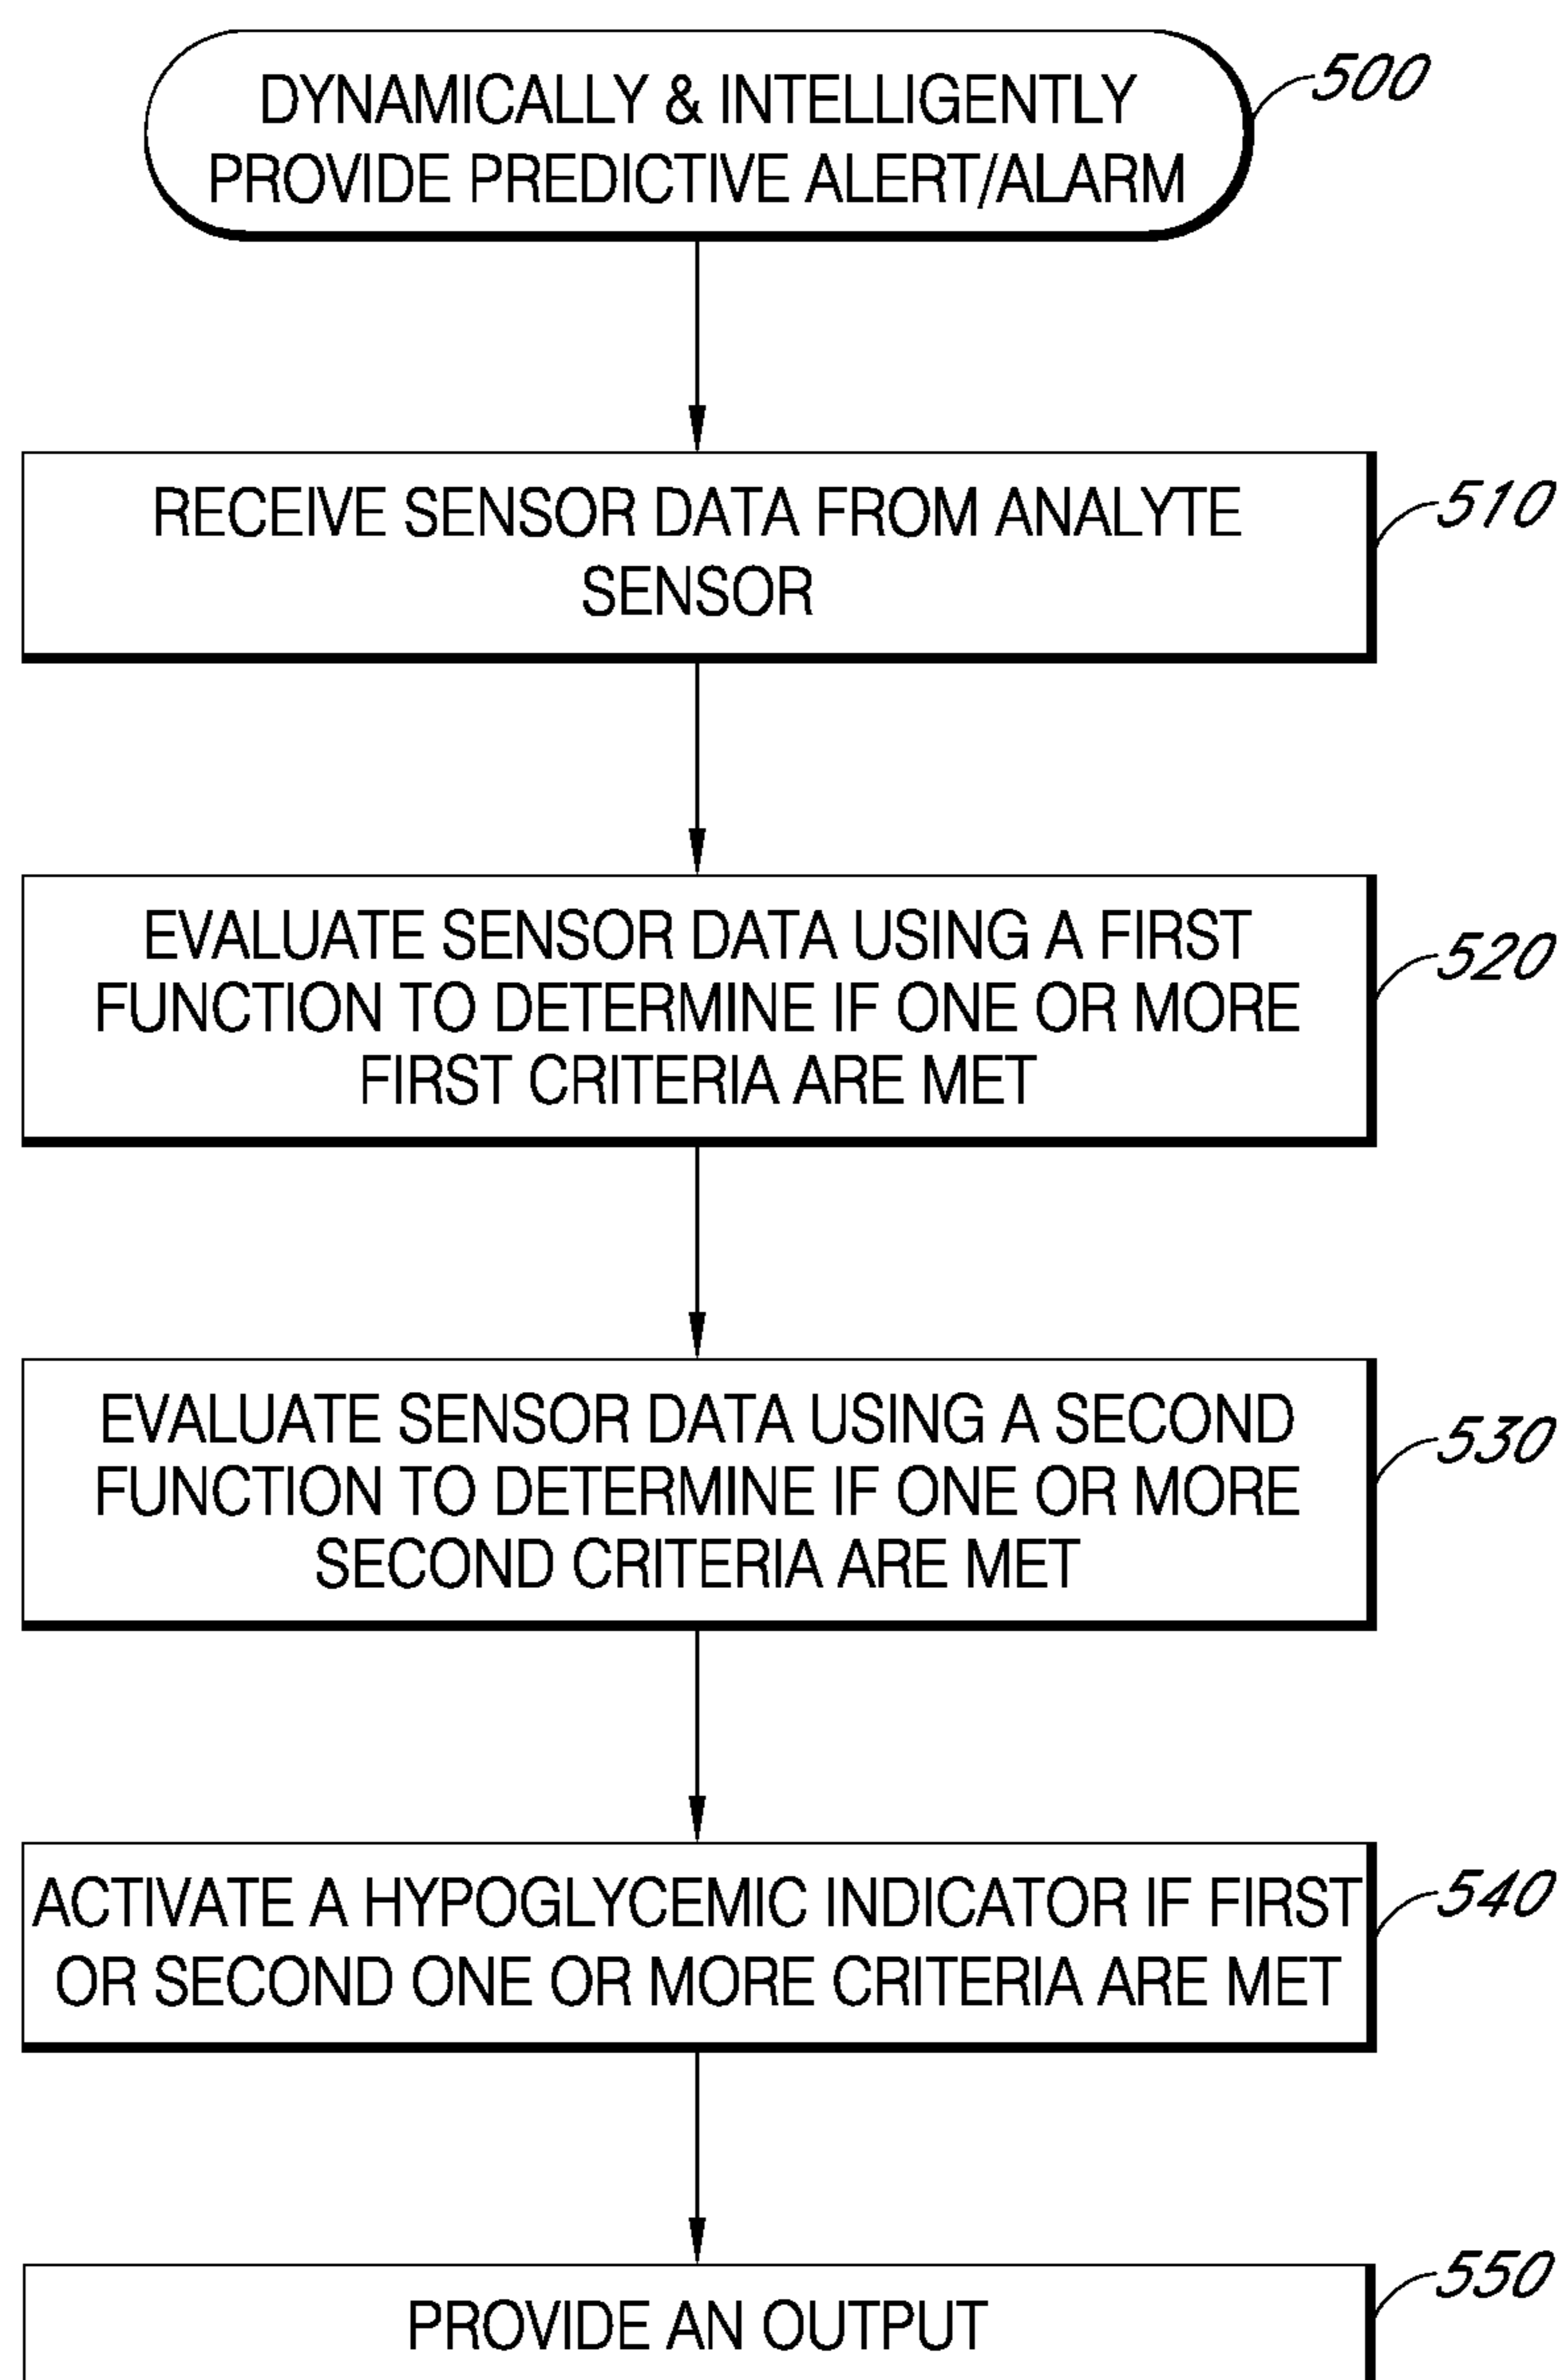 DYNAMICALLY & INTELLIGENTLY
PROVIDE PREDICTIVE ALERT/ALARM
500
RECEIVE SENSOR DATA FROM ANALYTE
SENSOR
510
EVALUATE SENSOR DATA USING A FIRST
FUNCTION TO DETERMINE IF ONE OR MORE
FIRST CRITERIA ARE MET
520
EVALUATE SENSOR DATA USING A SECOND
FUNCTION TO DETERMINE IF ONE OR MORE
SECOND CRITERIA ARE MET
530
ACTIVATE A HYPOGLYCEMIC INDICATOR IF FIRST
OR SECOND ONE OR MORE CRITERIA ARE MET
540
PROVIDE AN OUTPUT
550